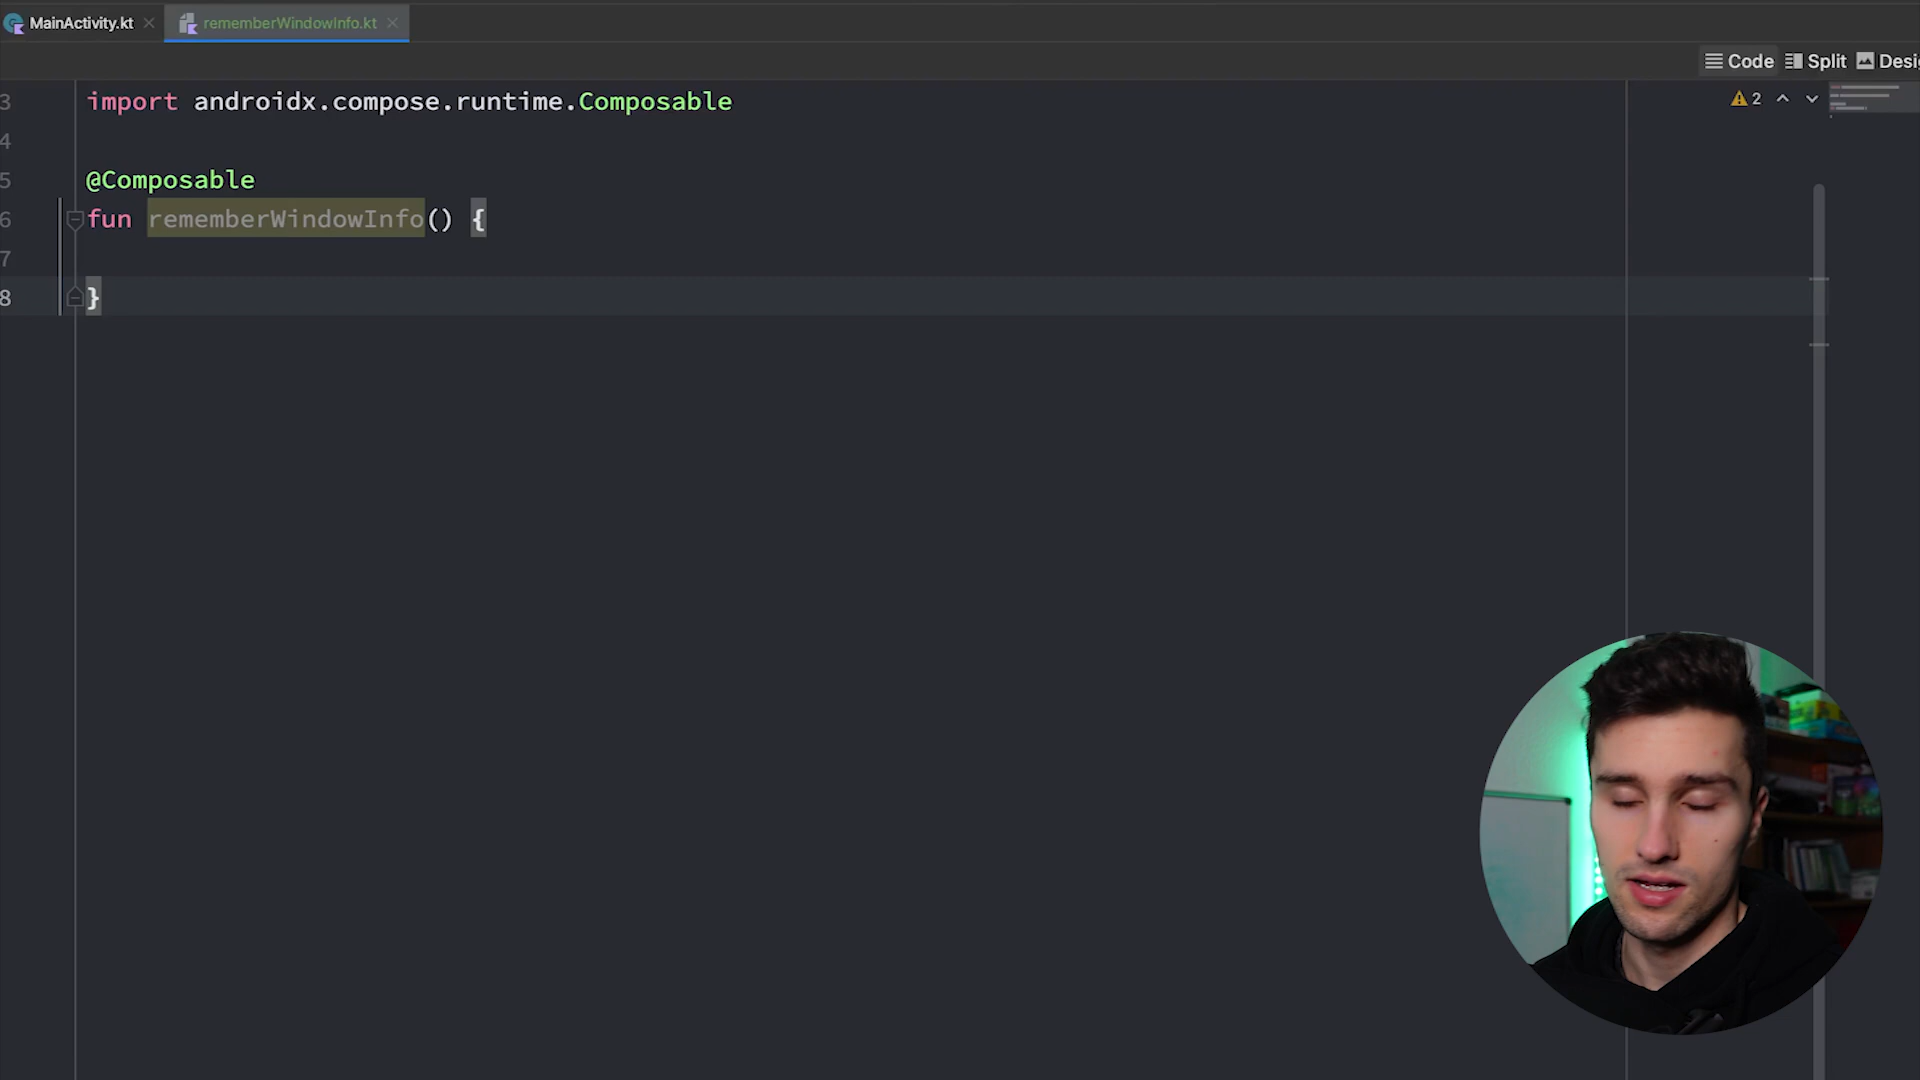 MainActivity.kt
rememberWindowInfo.kt
Code
Split
Desi
3 import androidx.compose.runtime.Composable
2
4
5 @Composable
6 fun rememberWindowInfo() {
7
8 }